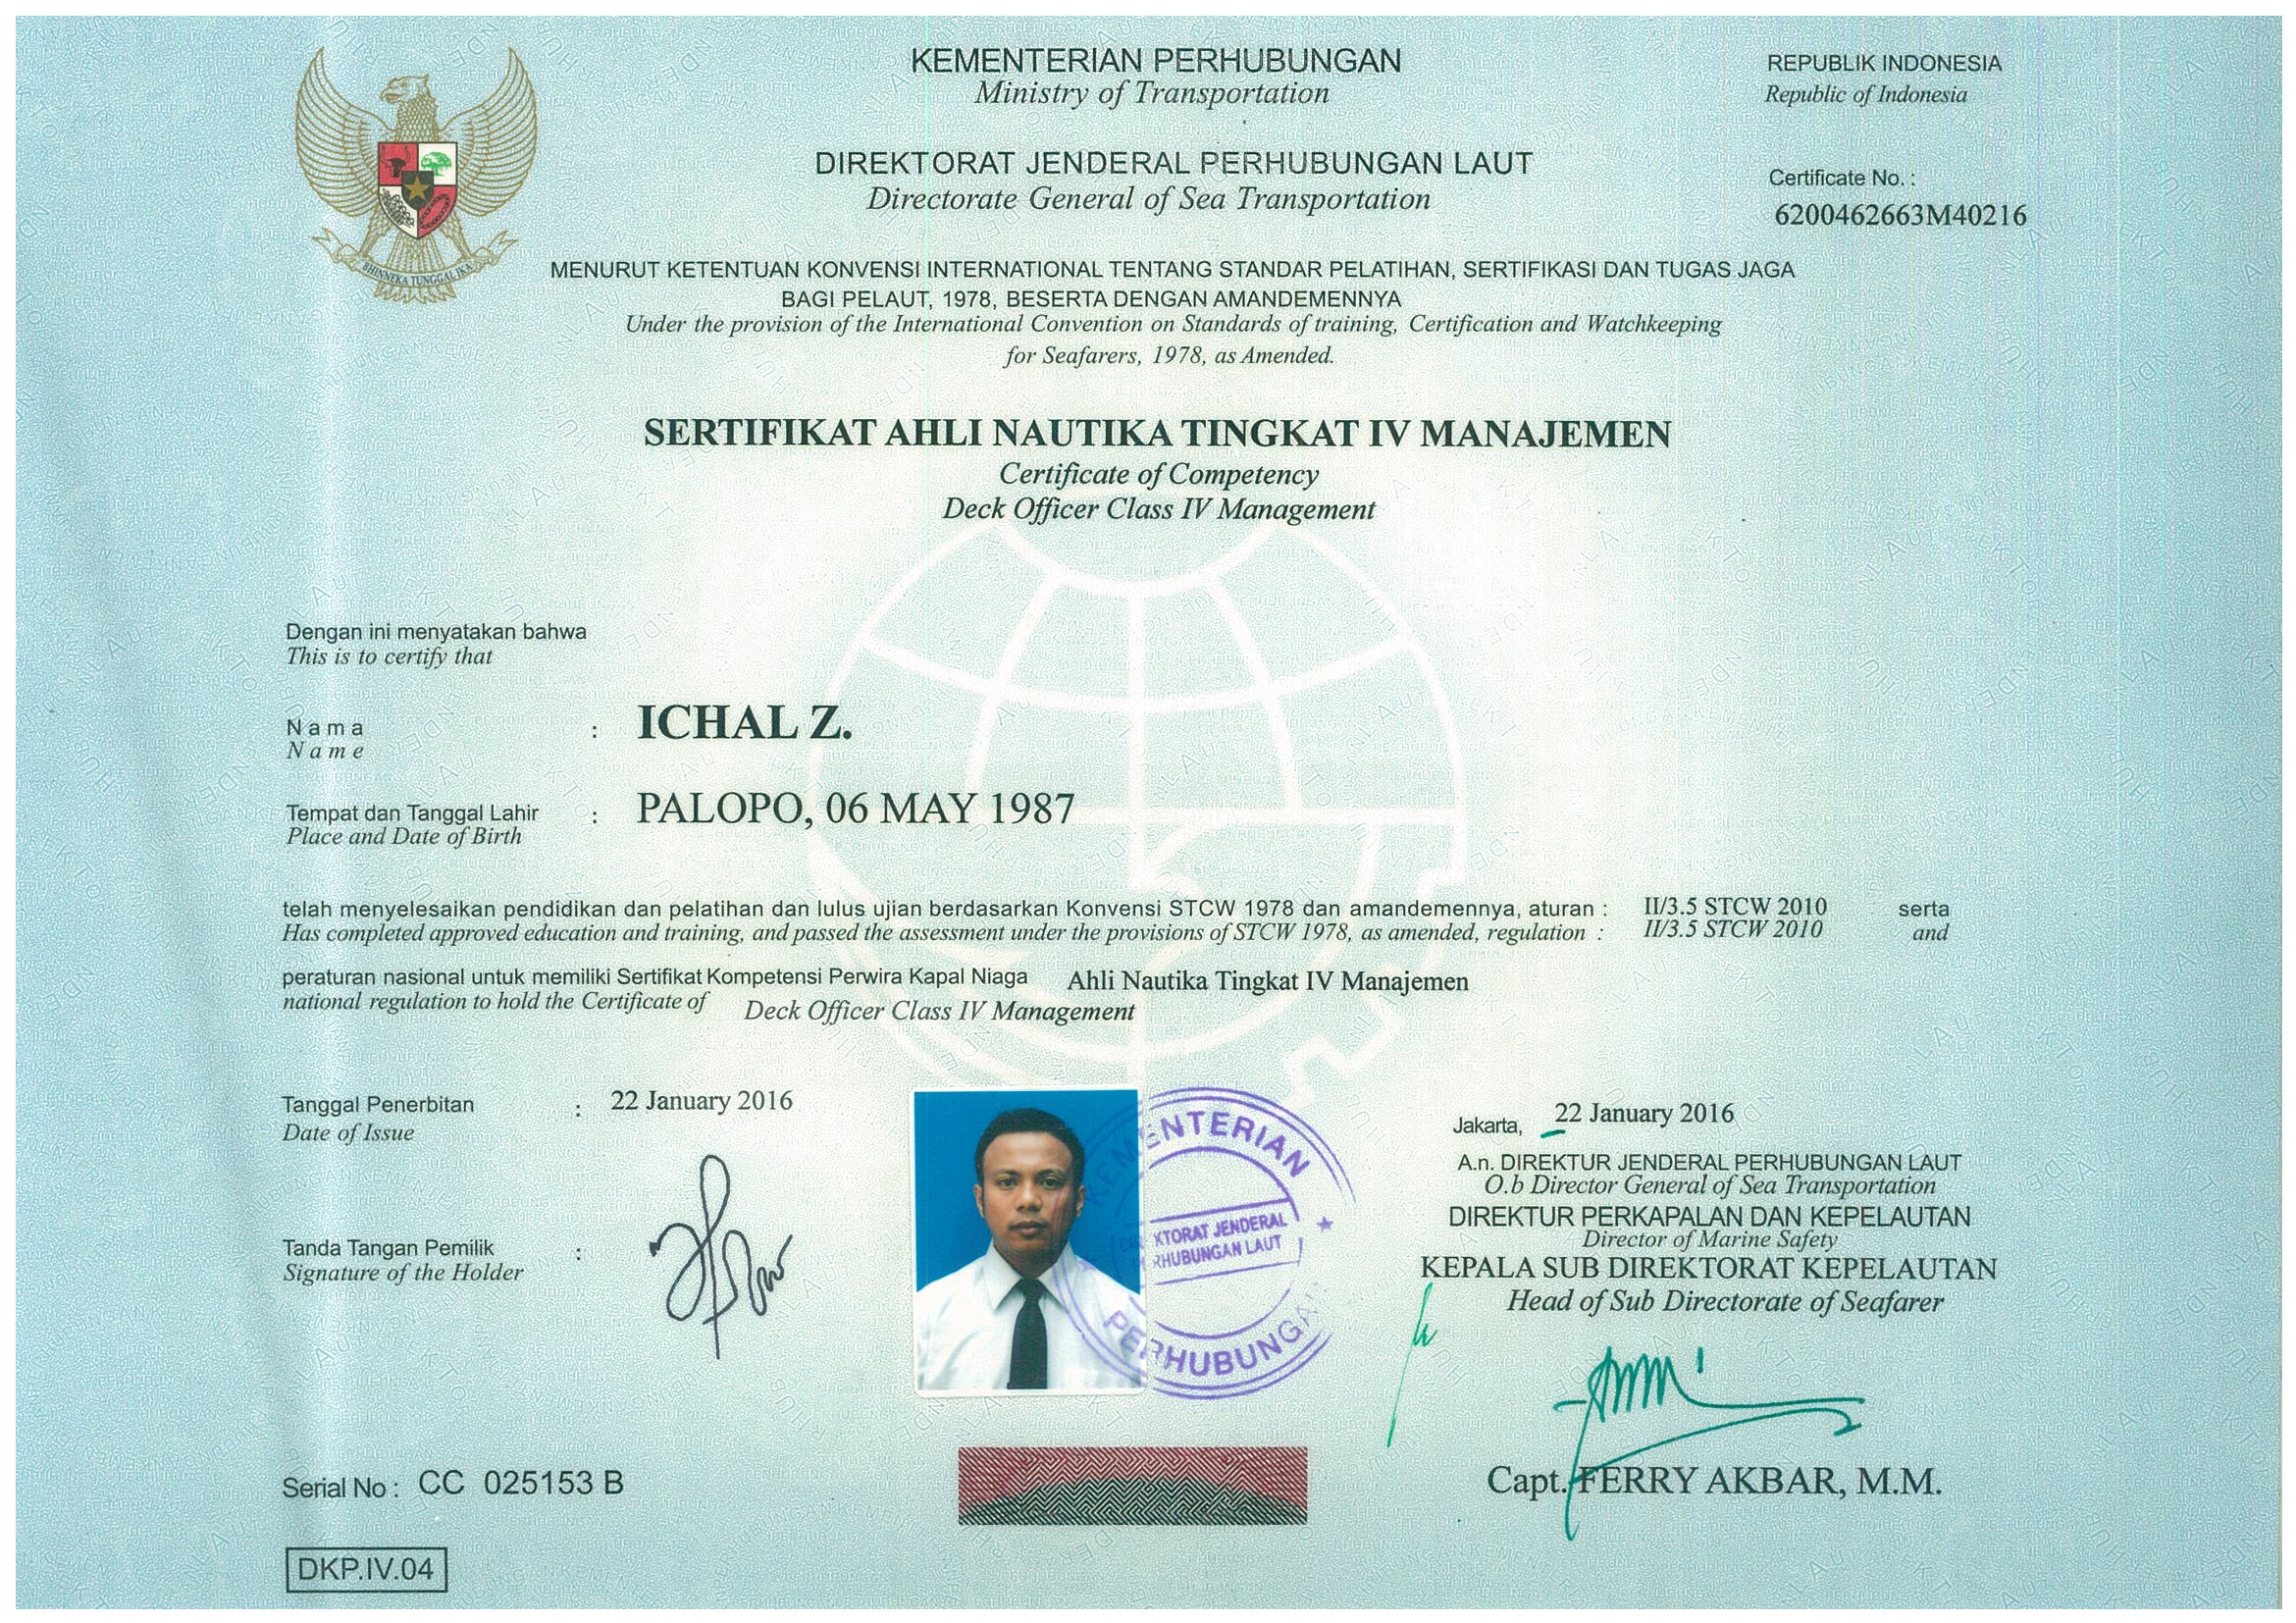 KEMENTERIAN PERHUBUNGAN
Ministry of Transportation
REPUBLIK INDONESIA
Republic of Indonesia
DIREKTORAT JENDERAL PERHUBUNGAN LAUT
Directorate General of Sea Transportation
Certificate No. :
6200462663M40216
BHINNEKA TUNGGAL IKA
MENURUT KETENTUAN KONVENSI INTERNATIONAL TENTANG STANDAR PELATIHAN, SERTIFIKASI DAN TUGAS JAGA
BAGI PELAUT, 1978, BESERTA DENGAN AMANDEMENNYA
Under the provision of the International Convention on Standards of training, Certification and Watchkeeping
for Seafarers, 1978, as Amended.
SERTIFIKAT AHLI NAUTIKA TINGKAT IV MANAJEMEN
Certificate of Competency
Deck Officer Class IV Management
Dengan ini menyatakan bahwa
This is to certify that
Nama : ICHAL Z.
Name
Tempat dan Tanggal Lahir : PALOPO, 06 MAY 1987
Place and Date of Birth
telah menyelesaikan pendidikan dan pelatihan dan lulus ujian berdasarkan Konvensi STCW 1978 dan amandemennya, aturan : II/3.5 STCW 2010 serta
Has completed approved education and training, and passed the assessment under the provisions of STCW 1978, as amended, regulation : II/3.5 STCW 2010 and
peraturan nasional untuk memiliki Sertifikat Kompetensi Perwira Kapal Niaga Ahli Nautika Tingkat IV Manajemen
national regulation to hold the Certificate of Deck Officer Class IV Management
Tanggal Penerbitan : 22 January 2016
Date of Issue
Tanda Tangan Pemilik :
Signature of the Holder
KEMENTERIAN
DIREKTORAT JENDERAL
PERHUBUNGAN LAUT
PERHUBUNGAN
Jakarta, 22 January 2016
A.n. DIREKTUR JENDERAL PERHUBUNGAN LAUT
O.b Director General of Sea Transportation
DIREKTUR PERKAPALAN DAN KEPELAUTAN
Director of Marine Safety
KEPALA SUB DIREKTORAT KEPELAUTAN
Head of Sub Directorate of Seafarer
Capt. FERRY AKBAR, M.M.
Serial No : CC 025153 B
DKP.IV.04